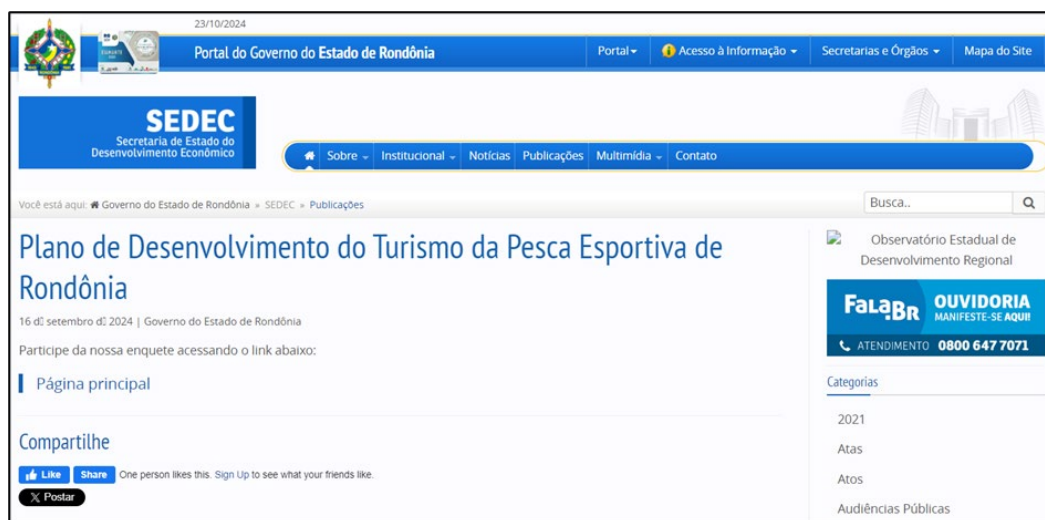 23/10/2024
Portal do Governo do Estado de Rondônia
Portal
Acesso à Informação
Secretarias e Órgãos
Mapa do Site
SEDEC
Secretaria de Estado do
Desenvolvimento Econômico
Sobre
Institucional
Notícias
Publicações
Multimídia
Contato
Você está aqui: Governo do Estado de Rondônia » SEDEC » Publicações
Busca..
Plano de Desenvolvimento do Turismo da Pesca Esportiva de
Rondônia
16 d setembro d 2024 | Governo do Estado de Rondônia
Participe da nossa enquete acessando o link abaixo:
Página principal
Compartilhe
Like
Share
One person likes this. Sign Up to see what your friends like.
X Postar
Observatório Estadual de
Desenvolvimento Regional
FALA.BR
OUVIDORIA
MANIFESTE-SE AQUI!
ATENDIMENTO 0800 647 7071
Categorias
2021
Atas
Atos
Audiências Públicas